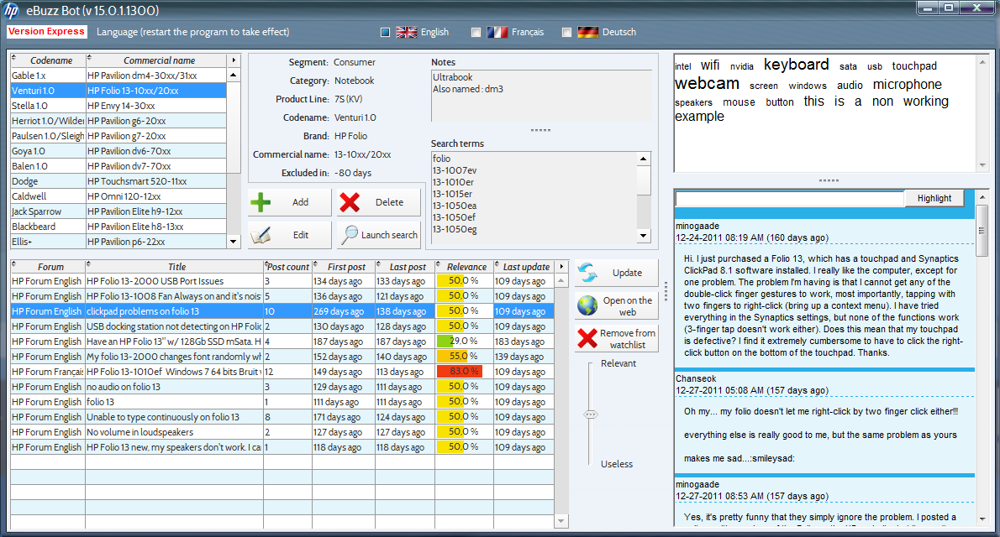 hp eBuzz Bot (v 15.0.1.1300)
Version Express Language (restart the program to take effect) English Français Deutsch
Codename Commercial name
Gable 1.x HP Pavilion dm4-30xx/31xx
Venturi 1.0 HP Folio 13-10xx/20xx
Stella 1.0 HP Envy 14-30xx
Herriot 1.0/Wilder HP Pavilion g6-20xx
Paulsen 1.0/Sleigh HP Pavilion g7-20xx
Goya 1.0 HP Pavilion dv6-70xx
Balen 1.0 HP Pavilion dv7-70xx
Dodge HP Touchsmart 520-11xx
Caldwell HP Omni 120-12xx
Jack Sparrow HP Pavilion Elite h9-12xx
Blackbeard HP Pavilion Elite h8-13xx
Ellis+ HP Pavilion p6-22xx
Segment: Consumer
Category: Notebook
Product Line: 7S (KV)
Codename: Venturi 1.0
Brand: HP Folio
Commercial name: 13-10xx/20xx
Excluded in: -80 days
Add Delete
Edit Launch search
Notes
Ultrabook
Also named : dm3
Search terms
folio
13-1007ev
13-1010er
13-1015er
13-1050ea
13-1050ef
13-1050eg
intel wifi nvidia keyboard sata usb touchpad
webcam screen windows audio microphone
speakers mouse button this is a non working
example
Forum Title Post count First post Last post Relevance Last update
HP Forum English HP Folio 13-2000 USB Port Issues 3 134 days ago 133 days ago 50,0 % 109 days ago
HP Forum English HP Folio 13-1008 Fan Always on and it's nois 5 136 days ago 121 days ago 50,0 % 109 days ago
HP Forum English clickpad problems on folio 13 10 269 days ago 138 days ago 50,0 % 109 days ago
HP Forum English USB docking station not detecting on HP Folio 2 130 days ago 128 days ago 50,0 % 109 days ago
HP Forum English Have an HP Folio 13" w/ 128Gb SSD mSata. H 4 187 days ago 187 days ago 29,0 % 183 days ago
HP Forum English My folio 13-2000 changes font randomly wh 2 152 days ago 140 days ago 55,0 % 139 days ago
HP Forum Français HP Folio 13-1010ef Windows 7 64 bits Bruit 12 149 days ago 113 days ago 83,0 % 109 days ago
HP Forum English no audio on folio 13 3 129 days ago 111 days ago 50,0 % 109 days ago
HP Forum English folio 13 1 111 days ago 111 days ago 50,0 % 109 days ago
HP Forum English Unable to type continuously on folio 13 8 171 days ago 124 days ago 50,0 % 109 days ago
HP Forum English No volume in loudspeakers 2 127 days ago 127 days ago 50,0 % 109 days ago
HP Forum English HP Folio 13 new, my speakers don't work. I ca 1 118 days ago 118 days ago 50,0 % 109 days ago
Update
Open on the
web
Remove from
watchlist
Relevant
Useless
Highlight
minogaade
12-24-2011 08:19 AM (160 days ago)
Hi. I just purchased a Folio 13, which has a touchpad and Synaptics
ClickPad 8.1 software installed. I really like the computer, except for
one problem. The problem I'm having is that I cannot get any of the
double-click finger gestures to work, most importantly, tapping with
two fingers to right-click (bring up a context menu). I have tried
everything in the Synaptics settings, but none of the functions work
(3-finger tap doesn't work either). Does this mean that my touchpad
is defective? I find it extremely cumbersome to have to click the right-
click button on the bottom of the touchpad. Thanks.
Chanseok
12-27-2011 05:08 AM (157 days ago)
Oh my... my folio doesn't let me right-click by two finger click either!!!
everything else is really good to me, but the same problem as yours
makes me sad...:smileysad:
minogaade
12-27-2011 08:53 AM (157 days ago)
Yes, it's pretty funny that they simply ignore the problem. I posted a